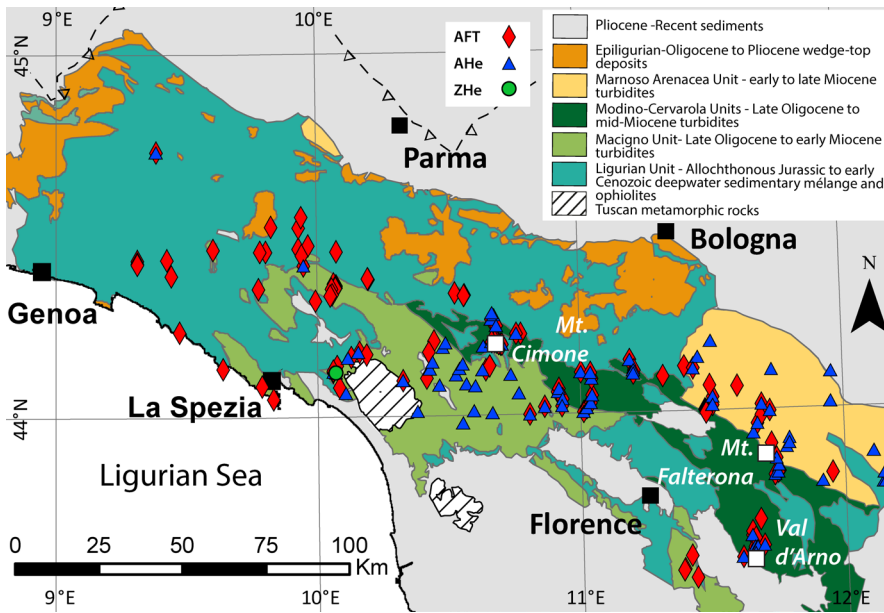 9°E
10°E
45°N
AFT
AHe
ZHe
Pliocene -Recent sediments
Epiligurian-Oligocene to Pliocene wedge-top
deposits
Marnoso Arenacea Unit - early to late Miocene
turbidites
Modino-Cervarola Units - Late Oligocene to
mid-Miocene turbidites
Macigno Unit- Late Oligocene to early Miocene
turbidites
Ligurian Unit - Allochthonous Jurassic to early
Cenozoic deepwater sedimentary mélange and
ophiolites
Tuscan metamorphic rocks
Parma
Bologna
N
Genoa
Mt.
Cimone
La Spezia
44°N
Mt.
Falterona
Ligurian Sea
Florence
Val
d'Arno
0 25 50 75 100
Km
9°E
10°E
11°E
12°E